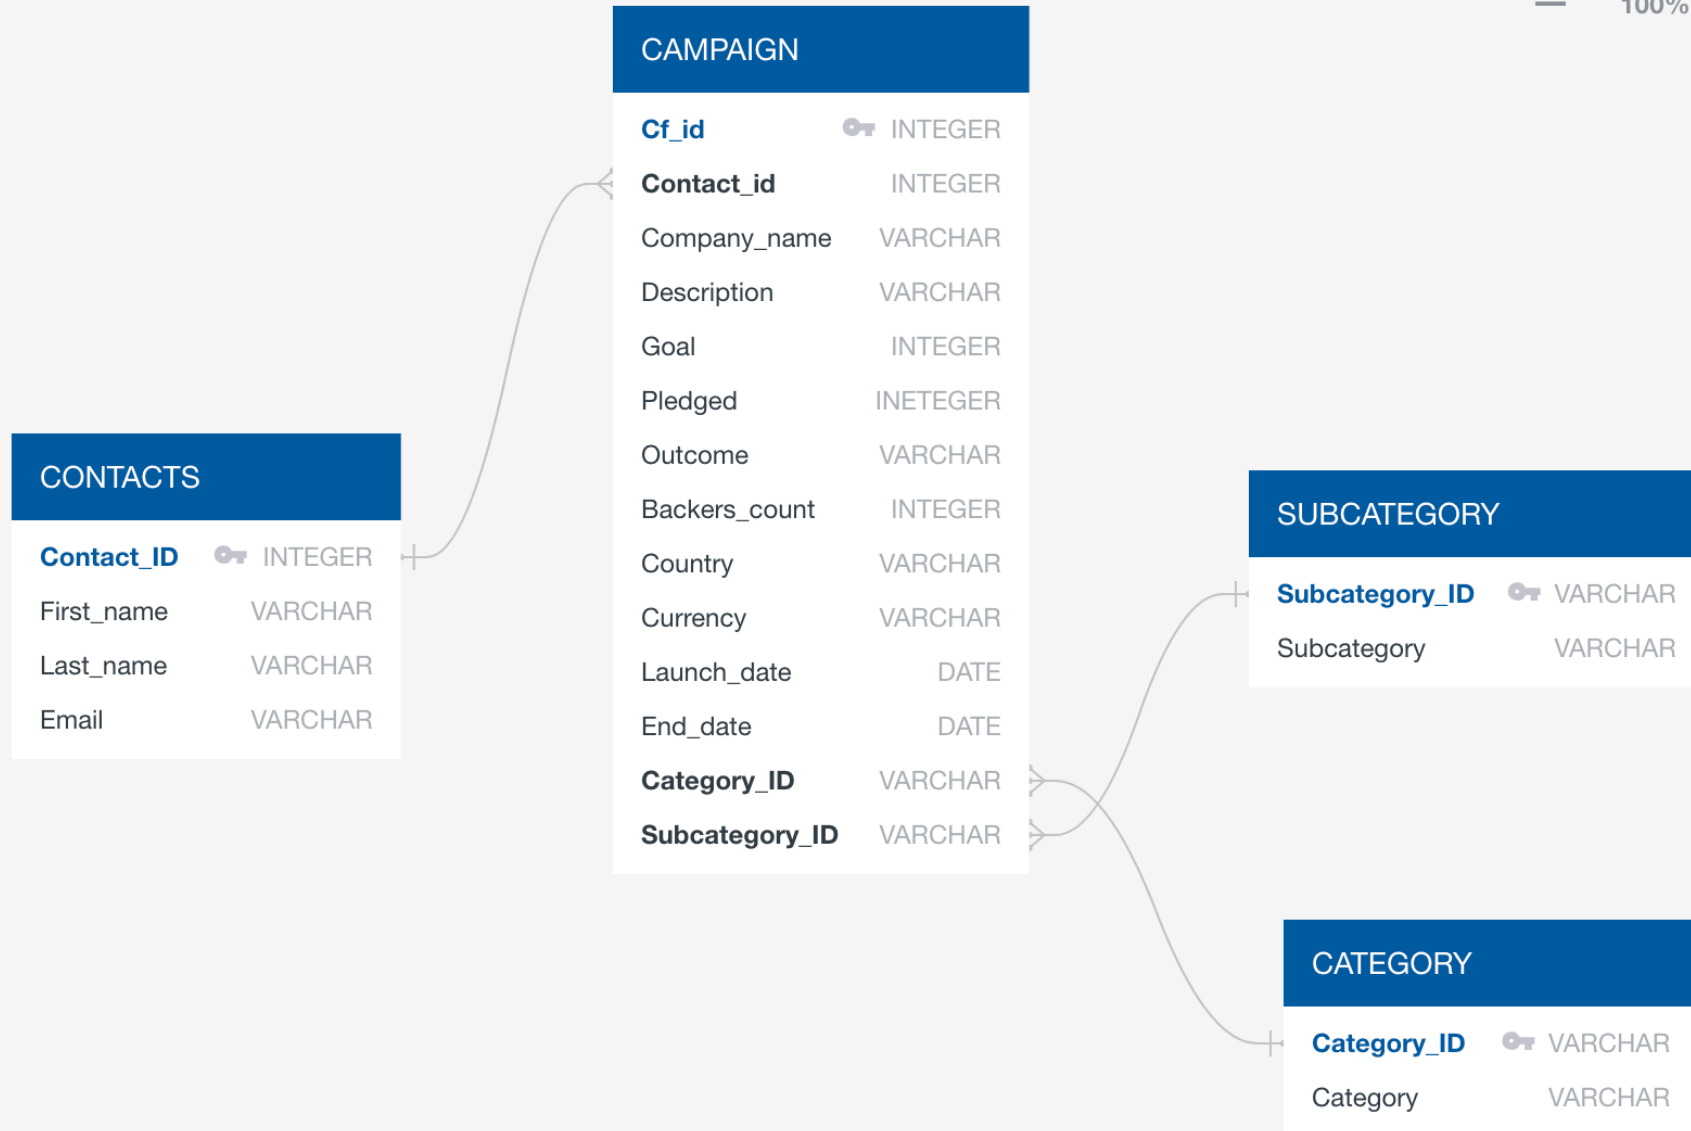 100%
CAMPAIGN
Cf_id INTEGER
Contact_id INTEGER
Company_name VARCHAR
Description VARCHAR
Goal INTEGER
Pledged INETEGER
Outcome VARCHAR
Backers_count INTEGER
Country VARCHAR
Currency VARCHAR
Launch_date DATE
End_date DATE
Category_ID VARCHAR
Subcategory_ID VARCHAR
CONTACTS
Contact_ID INTEGER
First_name VARCHAR
Last_name VARCHAR
Email VARCHAR
SUBCATEGORY
Subcategory_ID VARCHAR
Subcategory VARCHAR
CATEGORY
Category_ID VARCHAR
Category VARCHAR